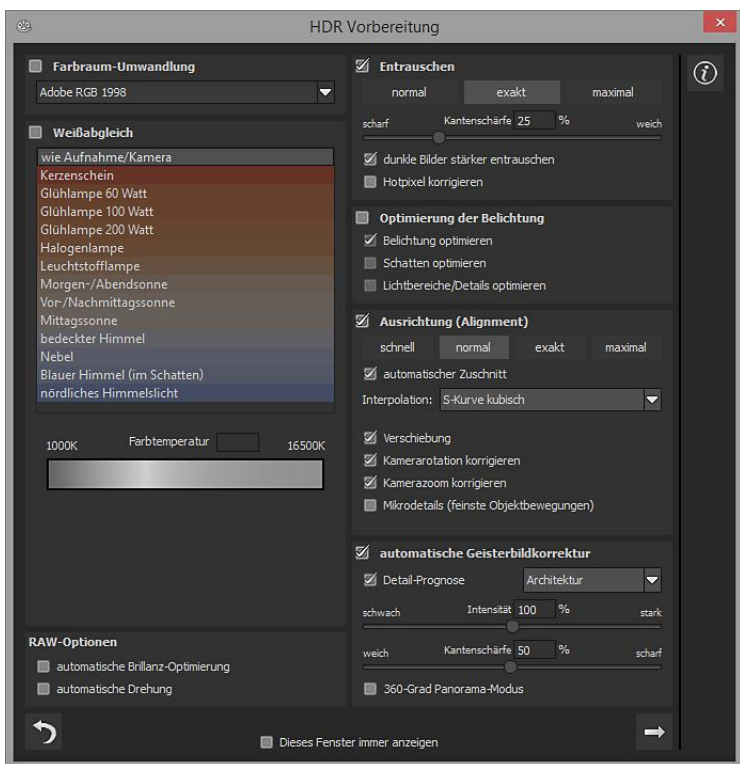 HDR Vorbereitung
Farbraum-Umwandlung
Adobe RGB 1998
Weißabgleich
wie Aufnahme/Kamera
Kerzenschein
Glühlampe 60 Watt
Glühlampe 100 Watt
Glühlampe 200 Watt
Halogenlampe
Leuchtstofflampe
Morgen-/Abendsonne
Vor-/Nachmittagssonne
Mittagssonne
bedeckter Himmel
Nebel
Blauer Himmel (im Schatten)
nördliches Himmelslicht
1000K Farbtemperatur 16500K
RAW-Optionen
automatische Brillanz-Optimierung
automatische Drehung
Entrauschen
normal exakt maximal
scharf Kantenschärfe 25 % weich
dunkle Bilder stärker entrauschen
Hotpixel korrigieren
Optimierung der Belichtung
Belichtung optimieren
Schatten optimieren
Lichtbereiche/Details optimieren
Ausrichtung (Alignment)
schnell normal exakt maximal
automatischer Zuschnitt
Interpolation: S-Kurve kubisch
Verschiebung
Kamerarotation korrigieren
Kamerazoom korrigieren
Mikrodetails (feinste Objektbewegungen)
automatische Geisterbildkorrektur
Detail-Prognose Architektur
schwach Intensität 100 % stark
weich Kantenschärfe 50 % scharf
360-Grad Panorama-Modus
Dieses Fenster immer anzeigen